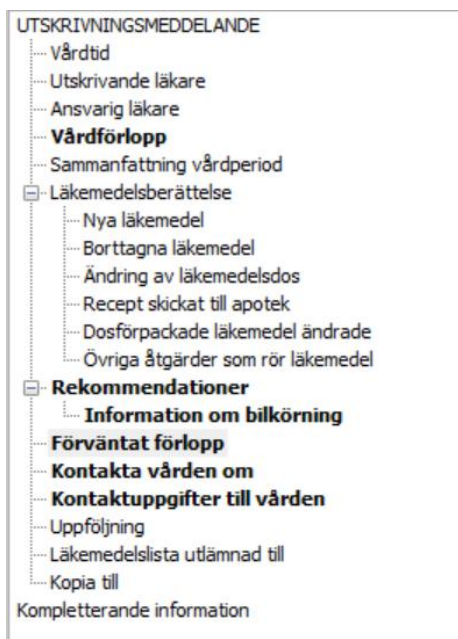 UTSKRIVNINGSMEDDELANDE
Vårdtid
Utskrivande läkare
Ansvarig läkare
Vårdförlopp
Sammanfattning vårdperiod
Läkemedelsberättelse
Nya läkemedel
Borttagna läkemedel
Ändring av läkemedelsdos
Recept skickat till apotek
Dosförpackade läkemedel ändrade
Övriga åtgärder som rör läkemedel
Rekommendationer
Information om bilkörning
Förväntat förlopp
Kontakta vården om
Kontaktuppgifter till vården
Uppföljning
Läkemedelslista utlämnad till
Kopia till
Kompletterande information